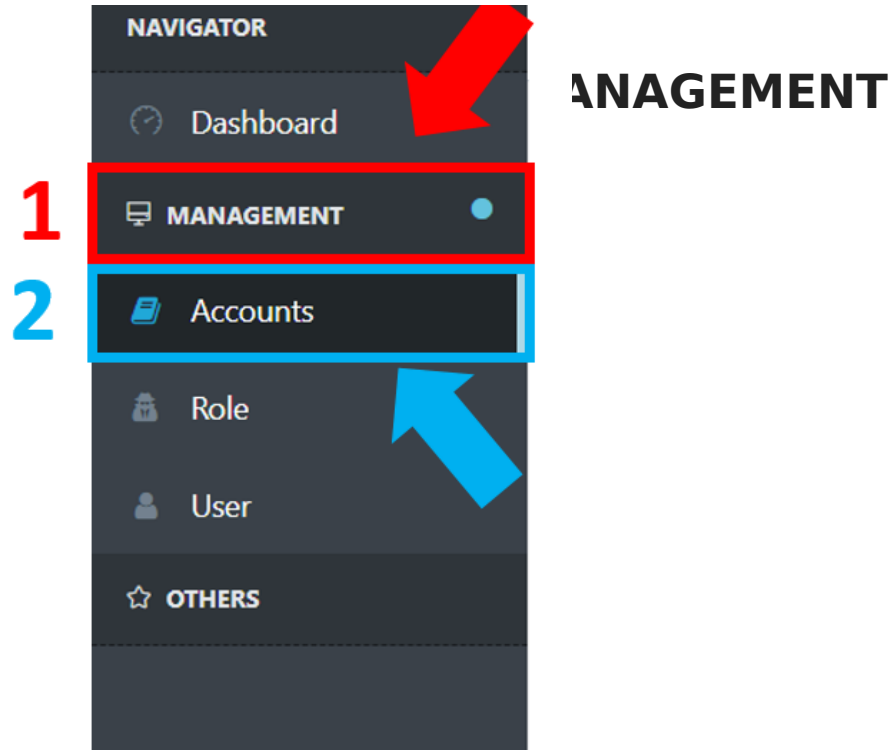 NAVIGATOR
ANAGEMENT
Dashboard
1 MANAGEMENT
2 Accounts
Role
User
OTHERS